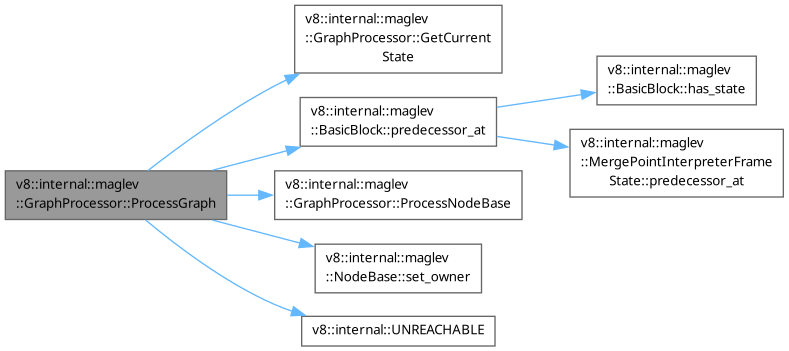 v8::internal::maglev
::GraphProcessor::ProcessGraph
v8::internal::maglev
::GraphProcessor::GetCurrent
State
v8::internal::maglev
::BasicBlock::predecessor_at
v8::internal::maglev
::BasicBlock::has_state
v8::internal::maglev
::MergePointInterpreterFrame
State::predecessor_at
v8::internal::maglev
::GraphProcessor::ProcessNodeBase
v8::internal::maglev
::NodeBase::set_owner
v8::internal::UNREACHABLE